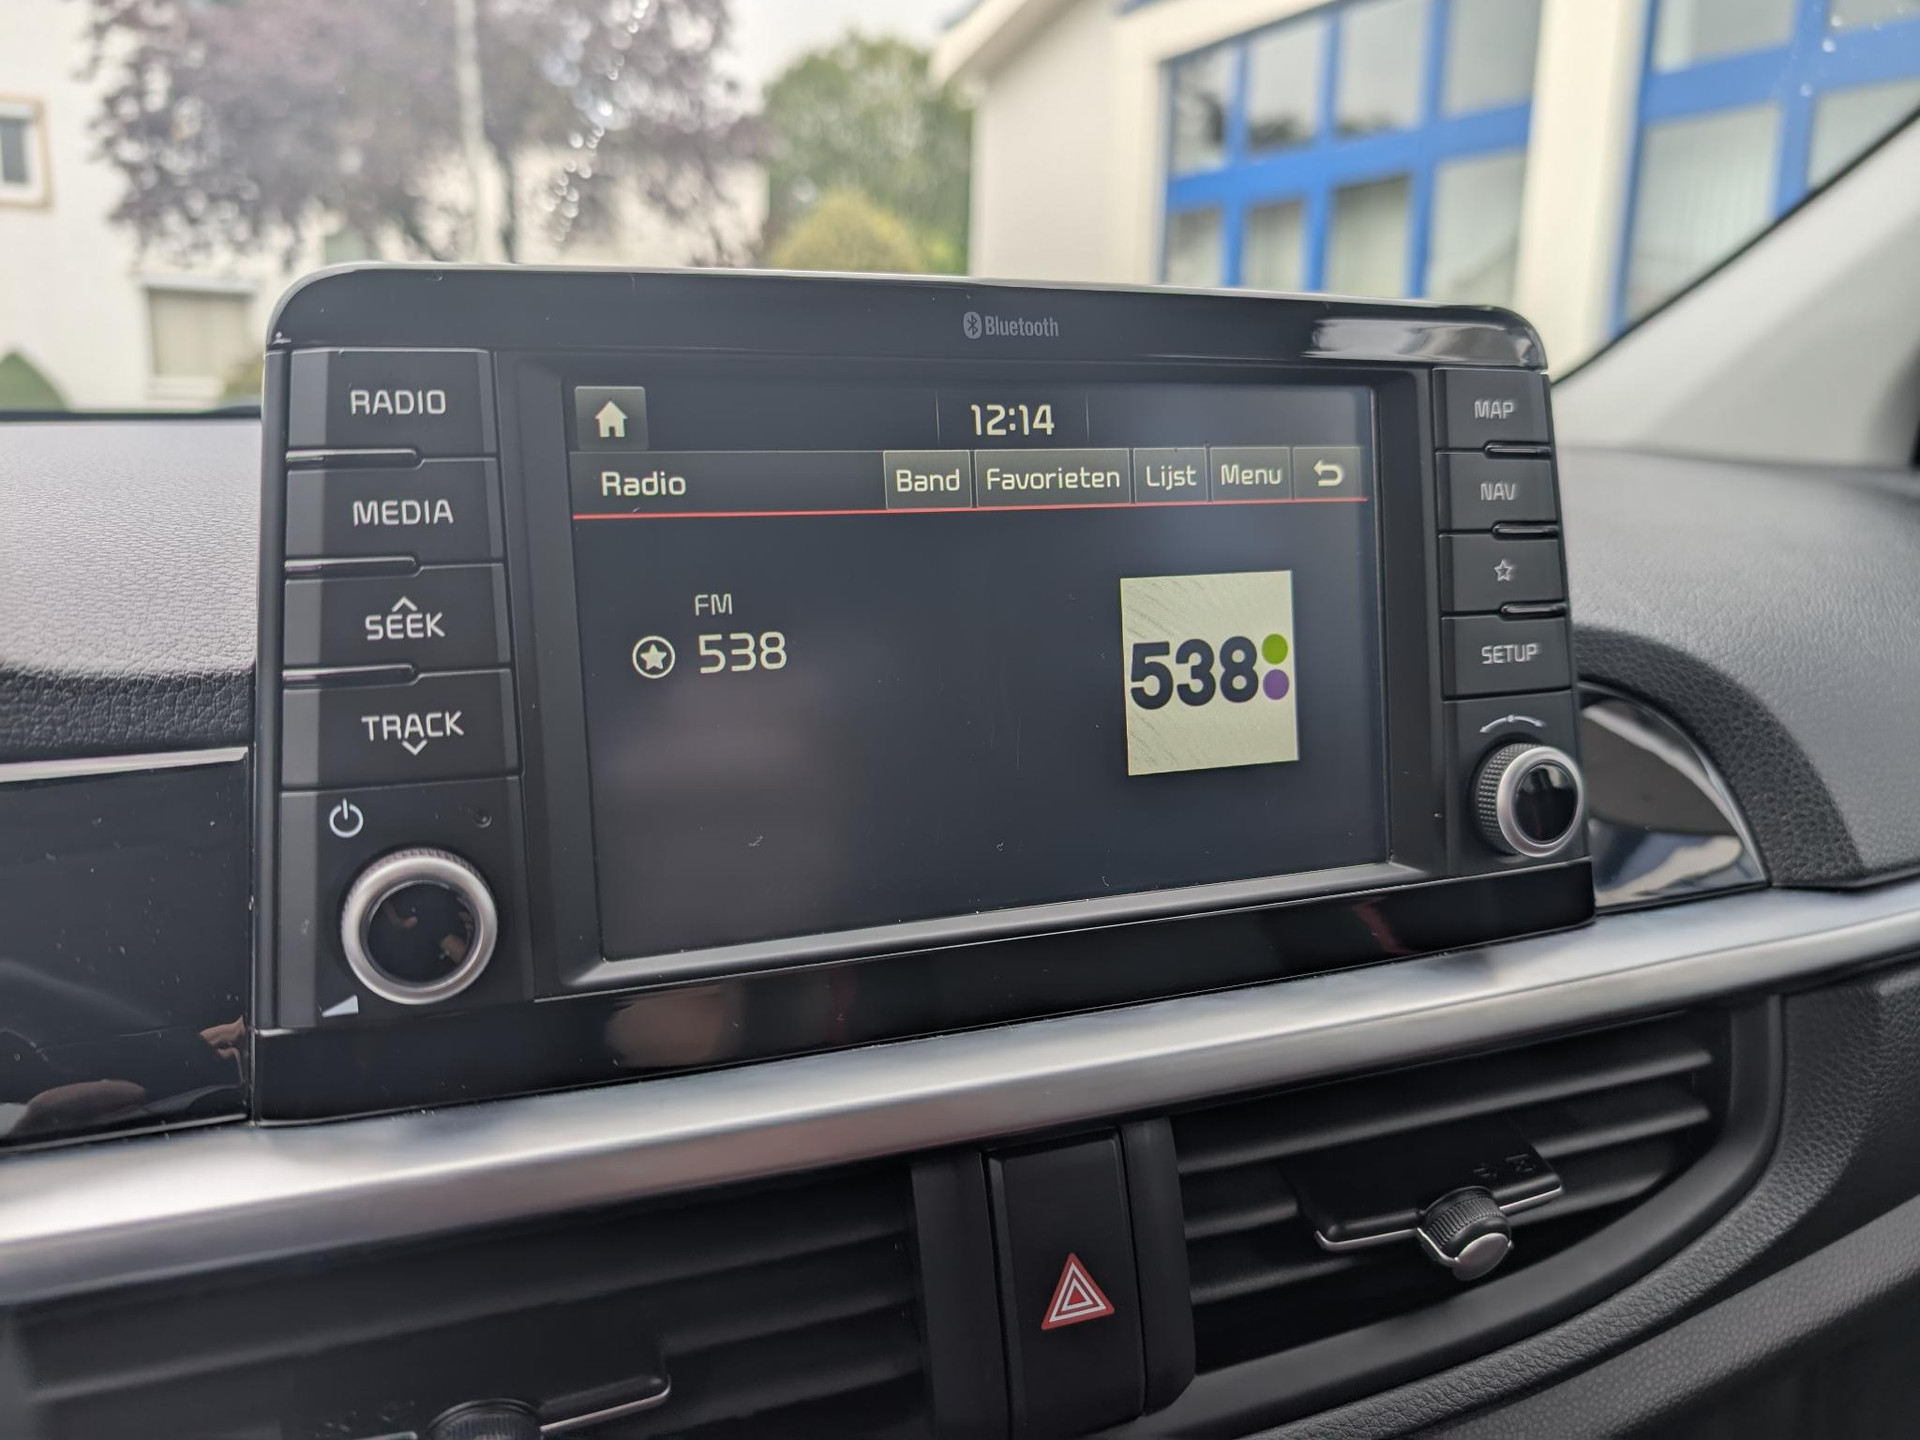 Bluetooth
RADIO
MEDIA
SEEK
TRACK
12:14
Radio
Band
Favorieten
Lijst
Menu
FM
538
538
MAP
NAV
SETUP